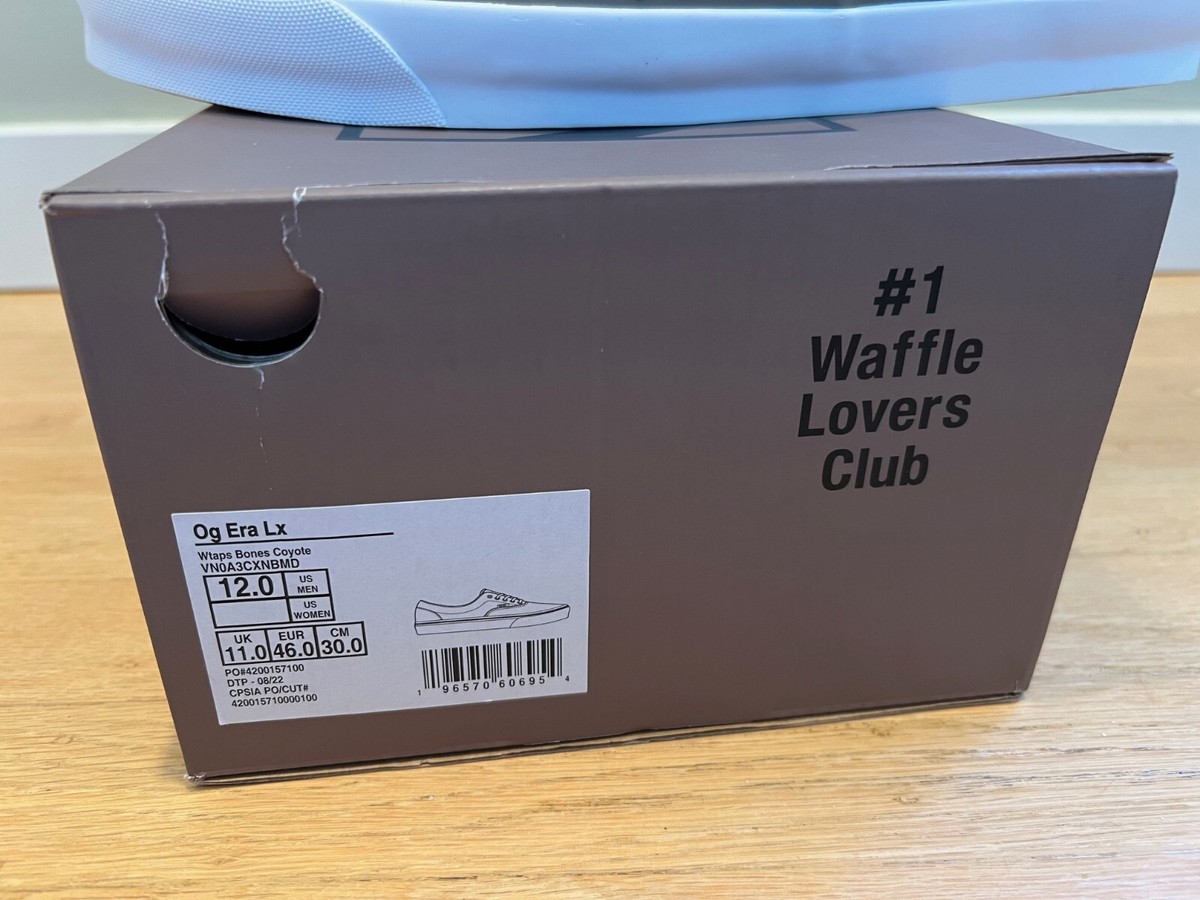 #1
Waffle
Lovers
Club
Og Era Lx
Wtaps Bones Coyote
VN0A3CXNBMD
12.0 US MEN
US WOMEN
UK EUR CM
11.0 46.0 30.0
PO#4200157100
DTP - 08/22
CPSIA PO/CUT#
420015710000100
1 96570 60695 4